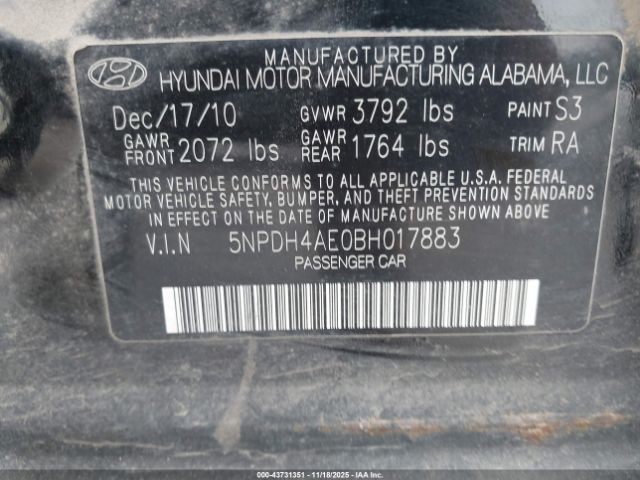 MANUFACTURED BY
HYUNDAI MOTOR MANUFACTURING ALABAMA, LLC
Dec/17/10 GVWR 3792 lbs PAINT S3
GAWR FRONT 2072 lbs GAWR REAR 1764 lbs TRIM RA
THIS VEHICLE CONFORMS TO ALL APPLICABLE U.S.A. FEDERAL
MOTOR VEHICLE SAFETY, BUMPER, AND THEFT PREVENTION STANDARDS
IN EFFECT ON THE DATE OF MANUFACTURE SHOWN ABOVE.
V.I.N 5NPDH4AE0BH017883
PASSENGER CAR
000-43731351 - 11/18/2025 - IAA, Inc.